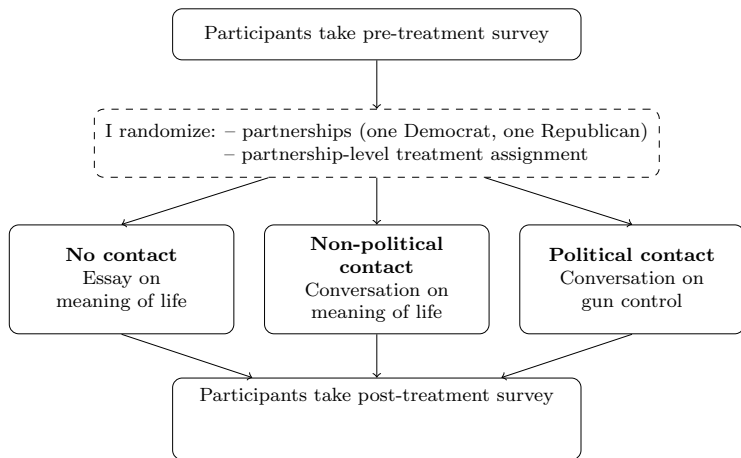 Participants take pre-treatment survey
I randomize: – partnerships (one Democrat, one Republican)
– partnership-level treatment assignment
No contact
Essay on
meaning of life
Non-political
contact
Conversation on
meaning of life
Political contact
Conversation on
gun control
Participants take post-treatment survey